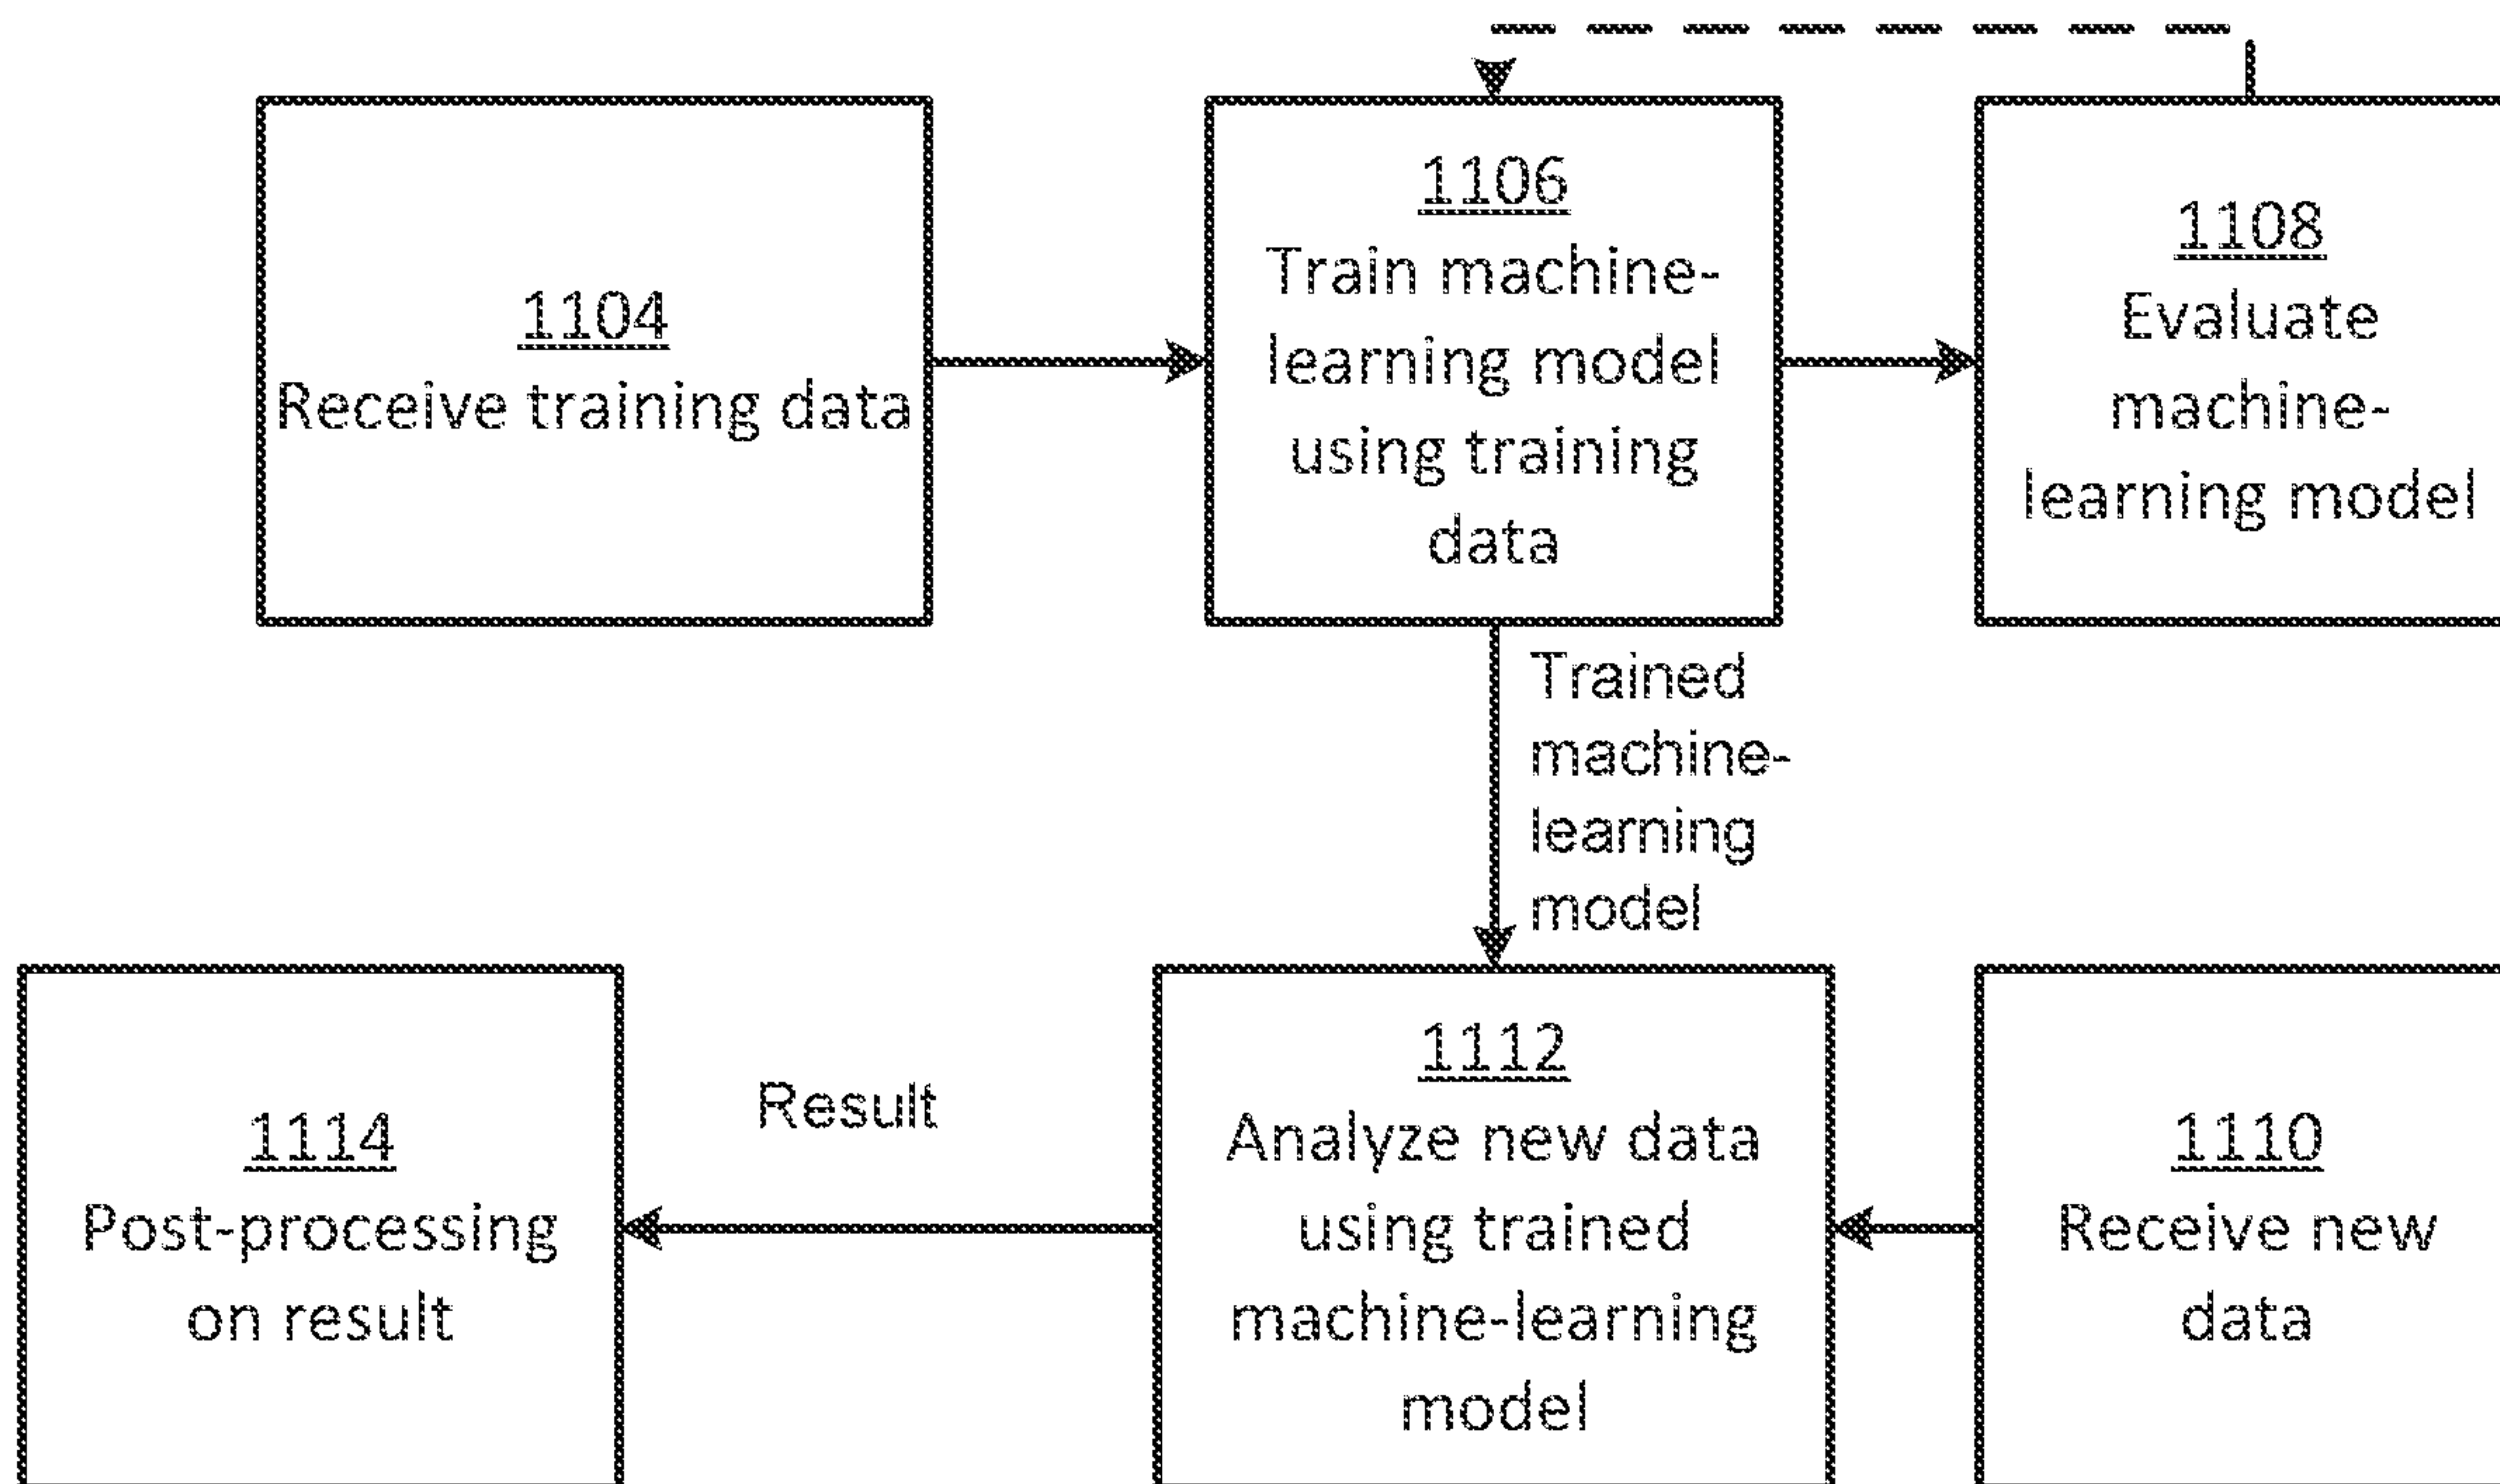 1104
Receive training data
1106
Train machine-
learning model
using training
data
1108
Evaluate
machine-
learning model
Trained
machine-
learning
model
1114
Post-processing
on result
Result
1112
Analyze new data
using trained
machine-learning
model
1110
Receive new
data